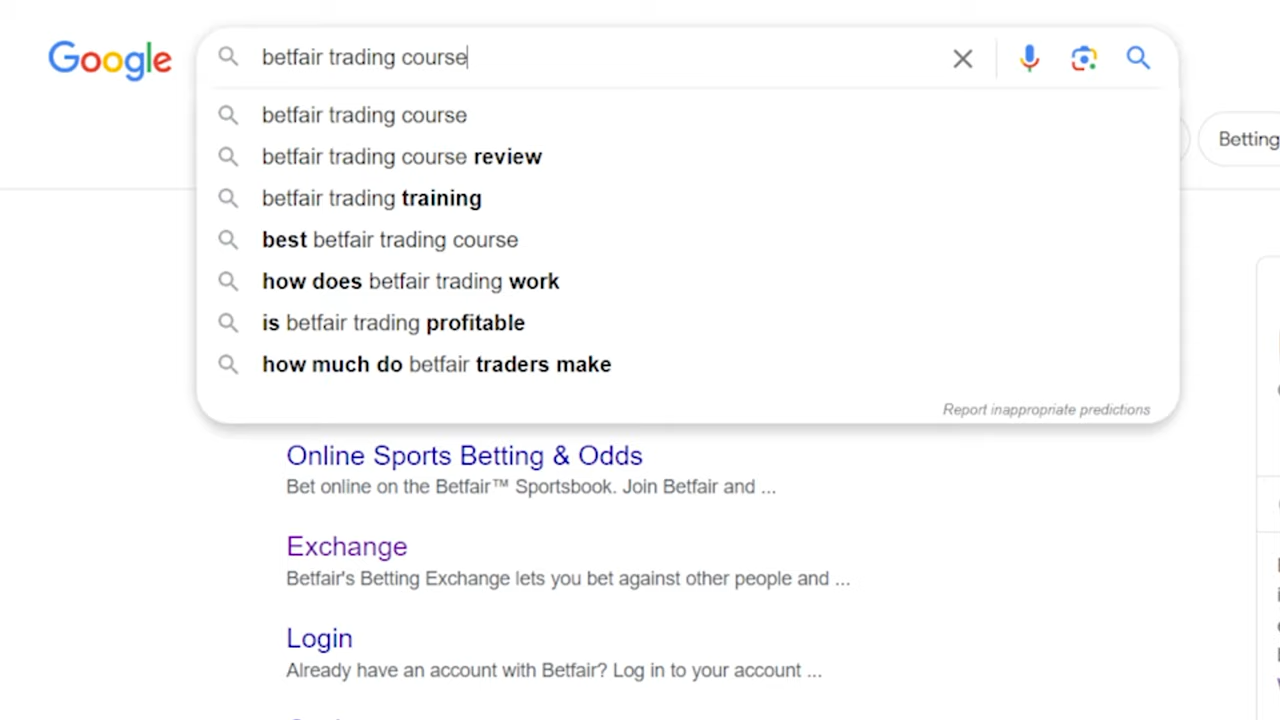 Google
betfair trading course
betfair trading course
Betting
betfair trading course review
betfair trading training
best betfair trading course
how does betfair trading work
is betfair trading profitable
how much do betfair traders make
Report inappropriate predictions
Online Sports Betting & Odds
Bet online on the Betfair™ Sportsbook. Join Betfair and ...
Exchange
Betfair's Betting Exchange lets you bet against other people and ...
Login
Already have an account with Betfair? Log in to your account ...